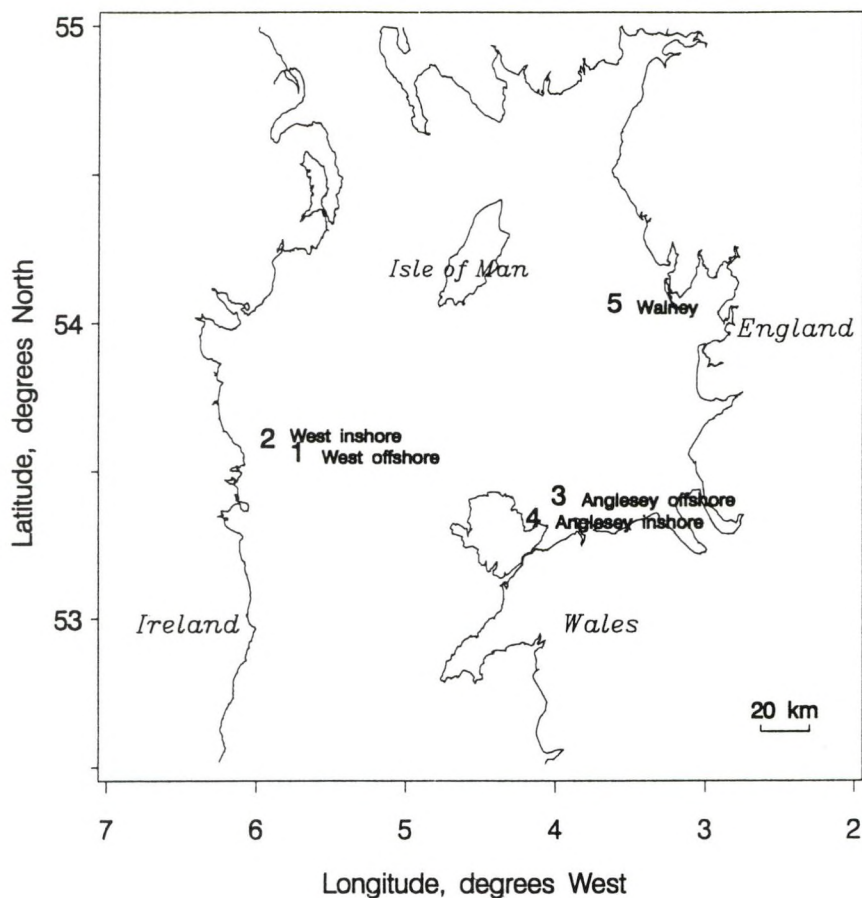 55
54
53
Latitude, degrees North
Isle of Man
5 Walney
England
2 West inshore
1 West offshore
3 Anglesey offshore
4 Anglesey inshore
Ireland
Wales
20 km
7 6 5 4 3 2
Longitude, degrees West